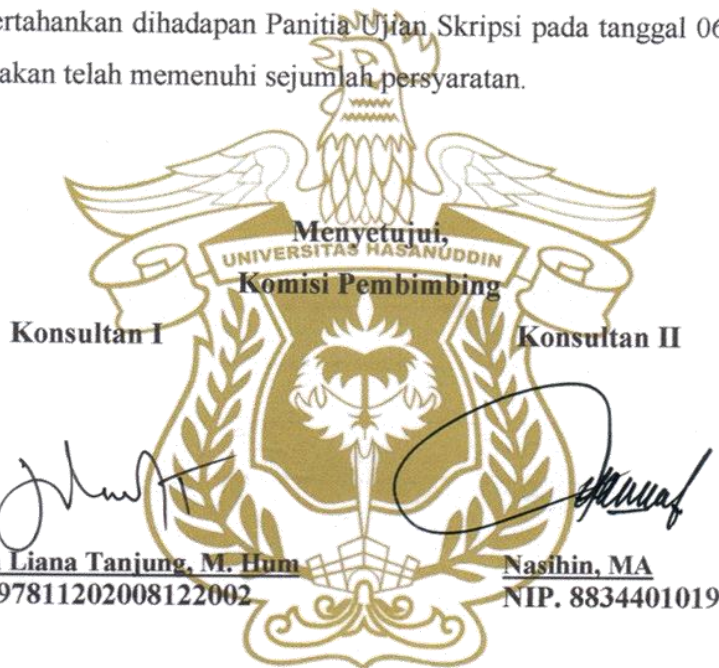 ertahankan dihadapan Panitia Ujian Skripsi pada tanggal 06
akan telah memenuhi sejumlah persyaratan.
Menyetujui,
UNIVERSITAS HASANUDDIN
Komisi Pembimbing
Konsultan I
Konsultan II
Liana Tanjung, M. Hum
Nasihin, MA
97811202008122002
NIP. 8834401019